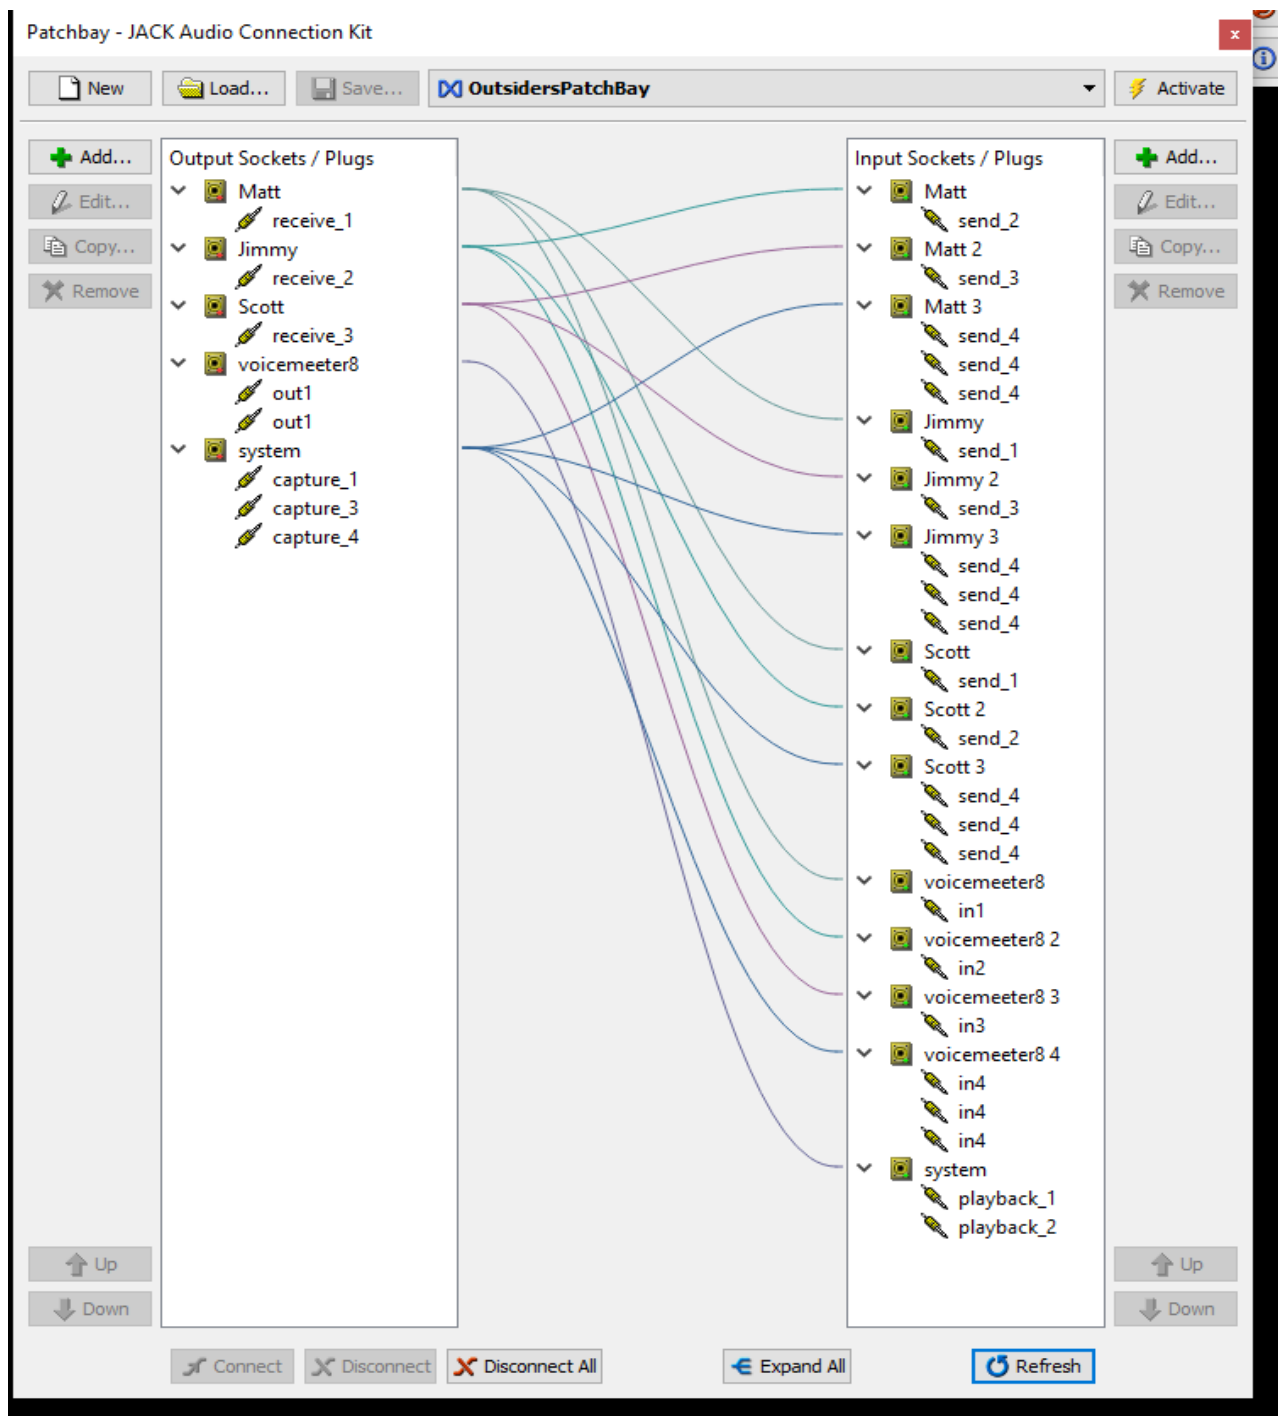 Patchbay - JACK Audio Connection Kit
x
New
Load...
Save...
OutsidersPatchBay
Activate
Add...
Edit...
Copy...
Remove
Output Sockets / Plugs
Matt
receive_1
Jimmy
receive_2
Scott
receive_3
voicemeeter8
out1
out1
system
capture_1
capture_3
capture_4
Input Sockets / Plugs
Matt
send_2
Matt 2
send_3
Matt 3
send_4
send_4
send_4
Jimmy
send_1
Jimmy 2
send_3
Jimmy 3
send_4
send_4
send_4
Scott
send_1
Scott 2
send_2
Scott 3
send_4
send_4
send_4
voicemeeter8
in1
voicemeeter8 2
in2
voicemeeter8 3
in3
voicemeeter8 4
in4
in4
in4
system
playback_1
playback_2
Add...
Edit...
Copy...
Remove
Up
Down
Up
Down
Connect
Disconnect
Disconnect All
Expand All
Refresh